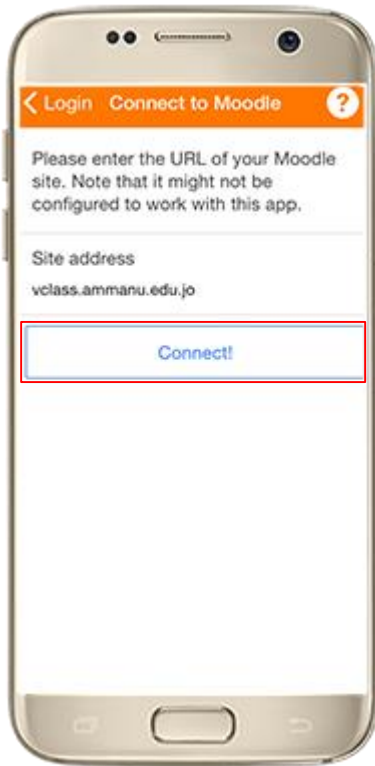 Login Connect to Moodle ?
Please enter the URL of your Moodle
site. Note that it might not be
configured to work with this app.
Site address
vclass.ammanu.edu.jo
Connect!